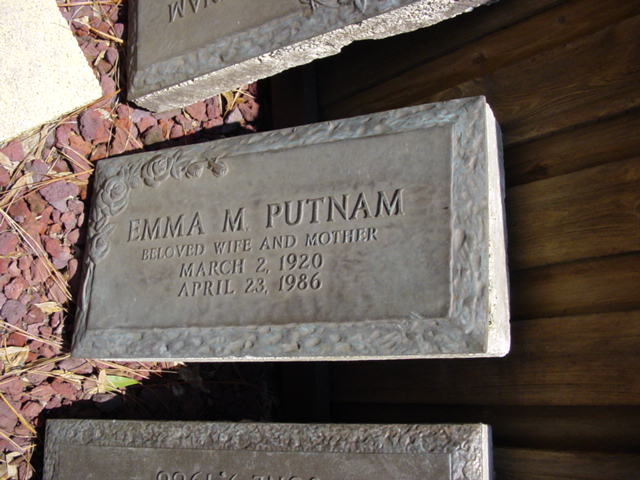 EMMA M. PUTNAM
BELOVED WIFE AND MOTHER
MARCH 2, 1920
APRIL 23, 1986